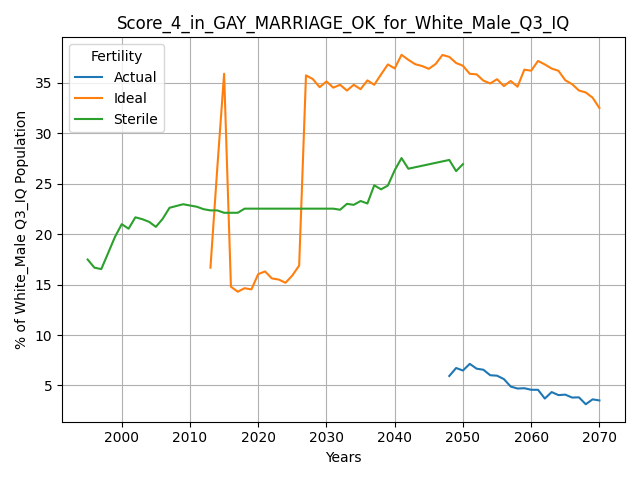 Score_4_in_GAY_MARRIAGE_OK_for_White_Male_Q3_IQ
Fertility
Actual
Ideal
Sterile
% of White_Male Q3_IQ Population
35
30
25
20
15
10
5
2000 2010 2020 2030 2040 2050 2060 2070
Years